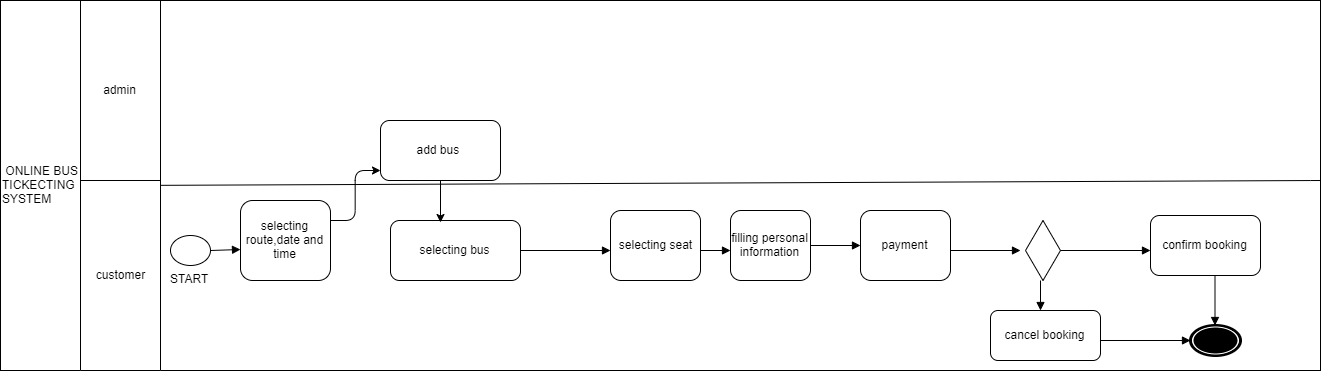 ONLINE BUS
TICKECTING
SYSTEM
admin
customer
START
selecting
route,date and
time
add bus
selecting bus
selecting seat
filling personal
information
payment
confirm booking
cancel booking